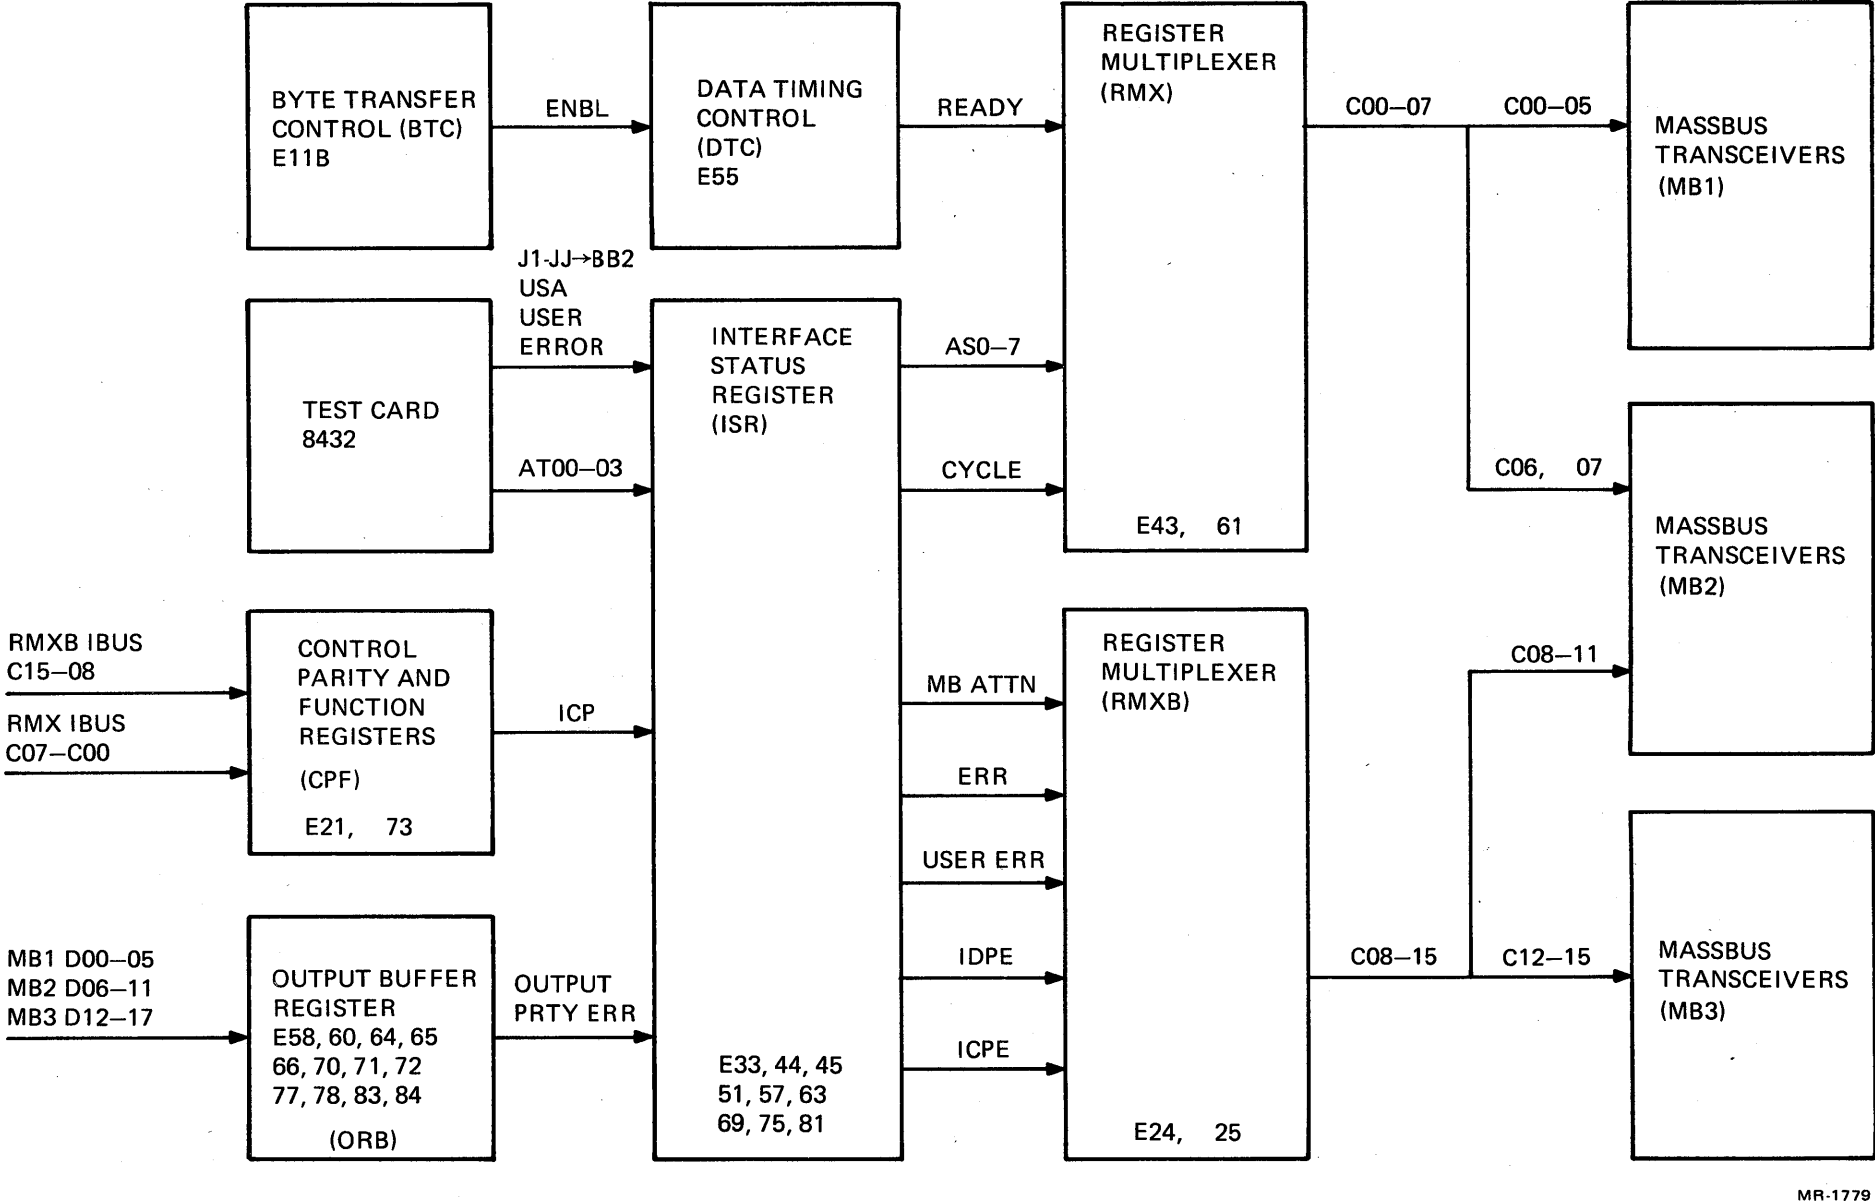 BYTE TRANSFER
CONTROL (BTC)
E11B
ENBL
DATA TIMING
CONTROL
(DTC)
E55
READY
REGISTER
MULTIPLEXER
(RMX)
E43, 61
C00–07
C00–05
MASSBUS
TRANSCEIVERS
(MB1)
TEST CARD
8432
J1-JJ→BB2
USA
USER
ERROR
AT00–03
INTERFACE
STATUS
REGISTER
(ISR)
E33, 44, 45
51, 57, 63
69, 75, 81
AS0–7
CYCLE
C06, 07
MASSBUS
TRANSCEIVERS
(MB2)
RMXB IBUS
C15–08
RMX IBUS
C07–C00
CONTROL
PARITY AND
FUNCTION
REGISTERS
(CPF)
E21, 73
ICP
MB ATTN
ERR
USER ERR
IDPE
ICPE
REGISTER
MULTIPLEXER
(RMXB)
E24, 25
C08–11
C08–15
C12–15
MASSBUS
TRANSCEIVERS
(MB3)
MB1 D00–05
MB2 D06–11
MB3 D12–17
OUTPUT BUFFER
REGISTER
E58, 60, 64, 65
66, 70, 71, 72
77, 78, 83, 84
(ORB)
OUTPUT
PRTY ERR
MR-1779